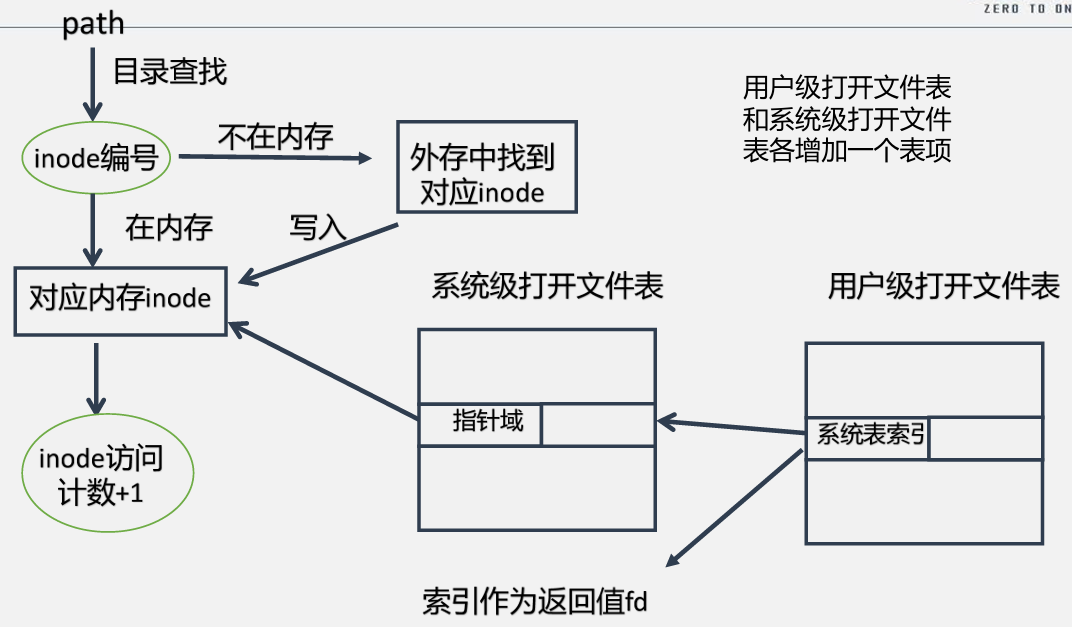 ZERO TO ON
path
目录查找
用户级打开文件表
和系统级打开文件
表各增加一个表项
inode编号
不在内存
外存中找到
对应inode
在内存
写入
对应内存inode
系统级打开文件表
用户级打开文件表
指针域
系统表索引
inode访问
计数+1
索引作为返回值fd